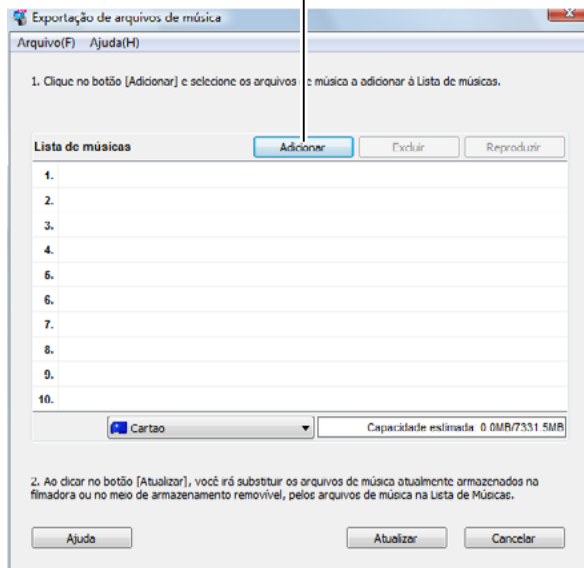 Exportação de arquivos de música
Arquivo(F) Ajuda(H)
1. Clique no botão [Adicionar] e selecione os arquivos de música a adicionar à Lista de músicas.
Lista de músicas Adicionar Excluir Reproduzir
1.
2.
3.
4.
5.
6.
7.
8.
9.
10.
Cartao Capacidade estimada 0.0MB/7331.5MB
2. Ao clicar no botão [Atualizar], você irá substituir os arquivos de música atualmente armazenados na
filmadora ou no meio de armazenamento removível, pelos arquivos de música na Lista de Músicas.
Ajuda Atualizar Cancelar